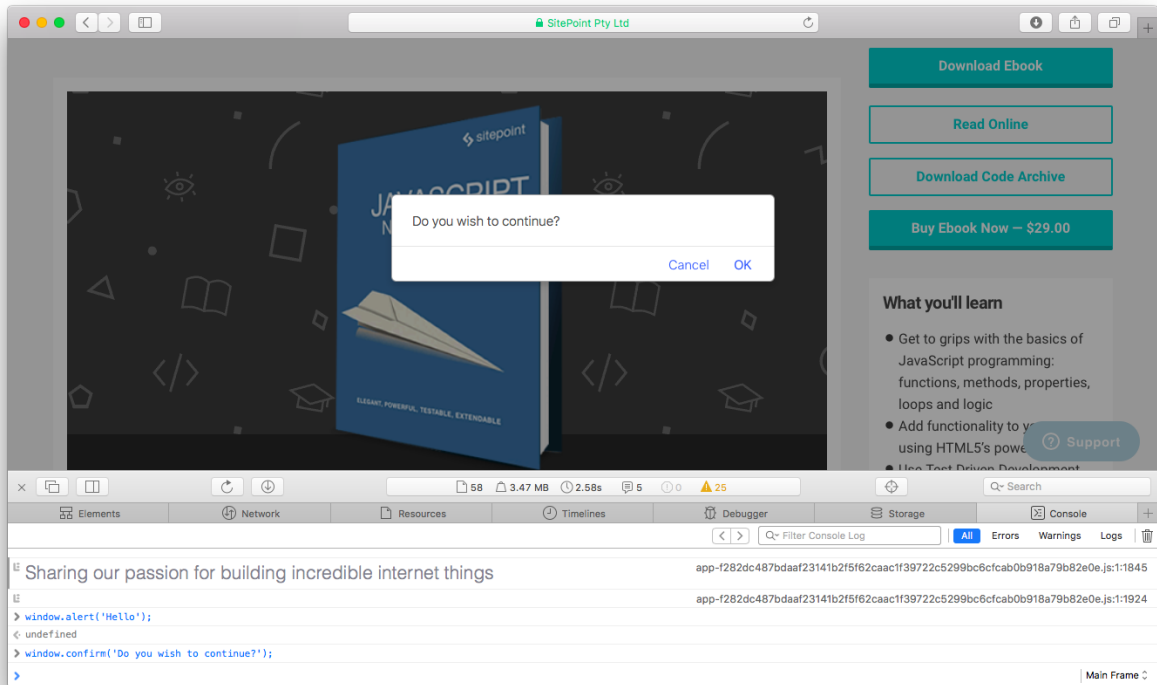 SitePoint Pty Ltd
Download Ebook
Read Online
Download Code Archive
Buy Ebook Now — $29.00
sitepoint
JAVASCRIPT
ELEGANT, POWERFUL, TESTABLE, EXTENDABLE
Do you wish to continue?
Cancel OK
What you'll learn
Get to grips with the basics of
JavaScript programming:
functions, methods, properties,
loops and logic
Add functionality to
using HTML5's
Use Test Driven Development
Support
58 3.47 MB 2.58s 5 0 25
Search
Elements Network Resources Timelines Debugger Storage Console
Filter Console Log All Errors Warnings Logs
Sharing our passion for building incredible internet things
app-f282dc487bdaaf23141b2f5f62caac1f39722c5299bc6cfcab0b918a79b82e0e.js:1:1845
app-f282dc487bdaaf23141b2f5f62caac1f39722c5299bc6cfcab0b918a79b82e0e.js:1:1924
window.alert('Hello');
undefined
window.confirm('Do you wish to continue?');
Main Frame